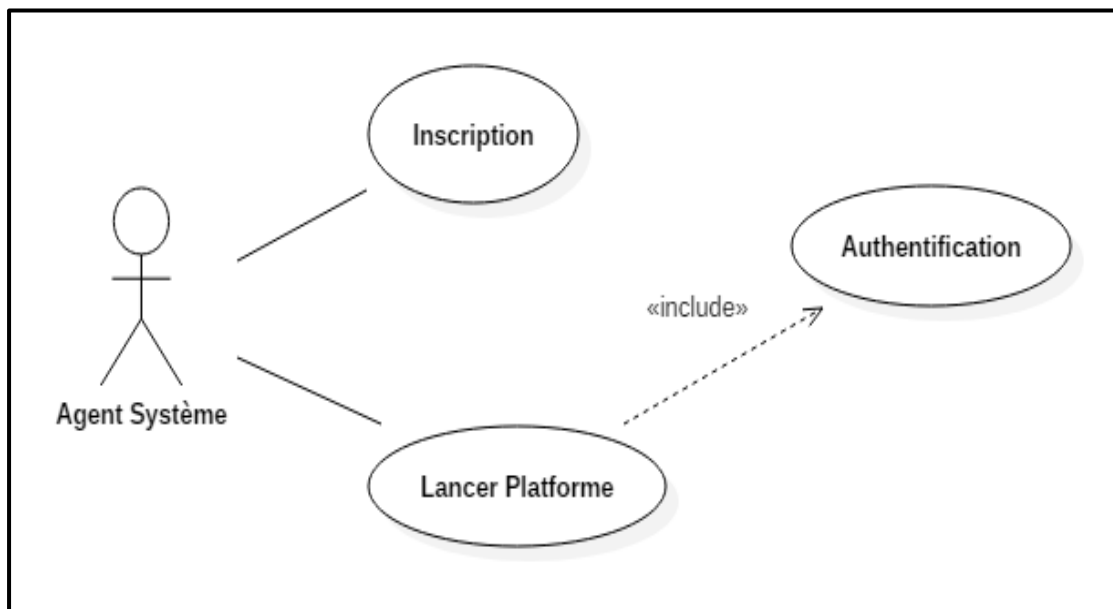 Inscription
Authentification
«include»
Agent Système
Lancer Platforme